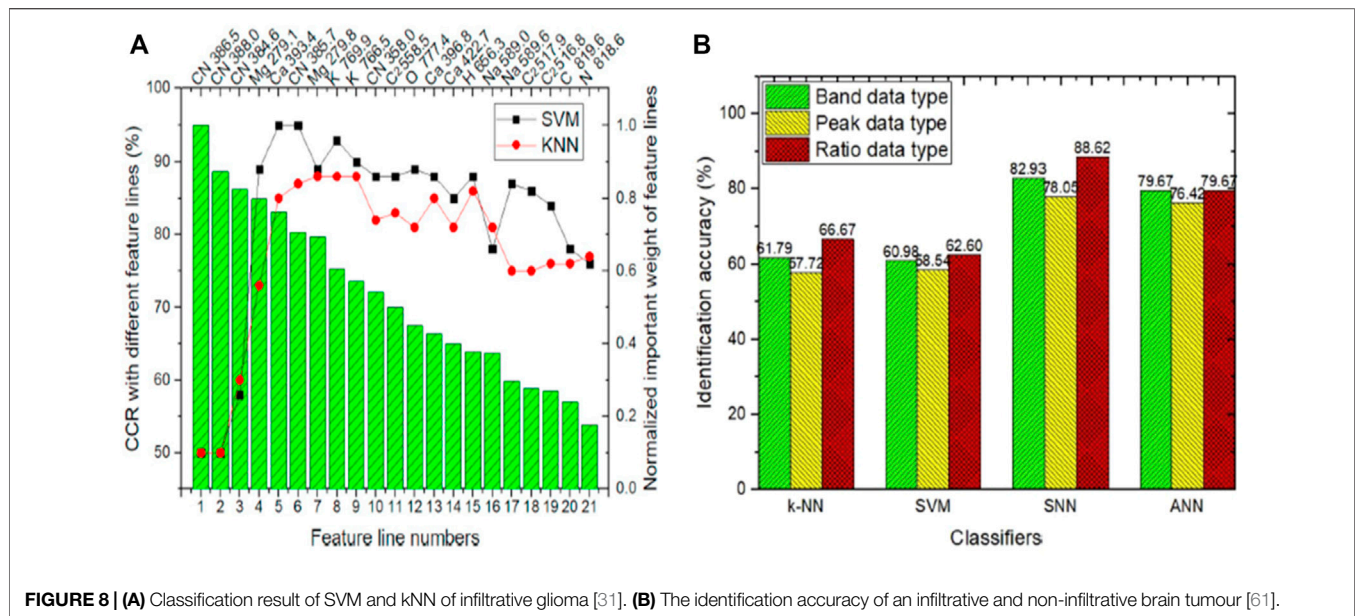 A
CN 386.5
CN 388.0
CN 384.6
Mg 279.1
Ca 393.4
CN 385.7
Mg 279.8
K 769.9
K 766.5
CN 358.0
C2 558.5
O 777.4
Ca 396.8
Ca 422.7
H 656.3
Na 589.0
Na 589.6
C2 517.9
C2 516.8
C 819.6
N 818.6
CCR with different feature lines (%)
100
90
80
70
60
50
SVM
KNN
1.0
0.8
0.6
0.4
0.2
0.0
Normalized important weight of feature lines
1 2 3 4 5 6 7 8 9 10 11 12 13 14 15 16 17 18 19 20 21
Feature line numbers
B
Identification accuracy (%)
100
80
60
40
20
0
Band data type
Peak data type
Ratio data type
61.79 57.72 66.67 60.98 58.54 62.60 82.93 78.05 88.62 79.67 76.42 79.67
k-NN SVM SNN ANN
Classifiers
FIGURE 8 | (A) Classification result of SVM and kNN of infiltrative glioma [31]. (B) The identification accuracy of an infiltrative and non-infiltrative brain tumour [61].